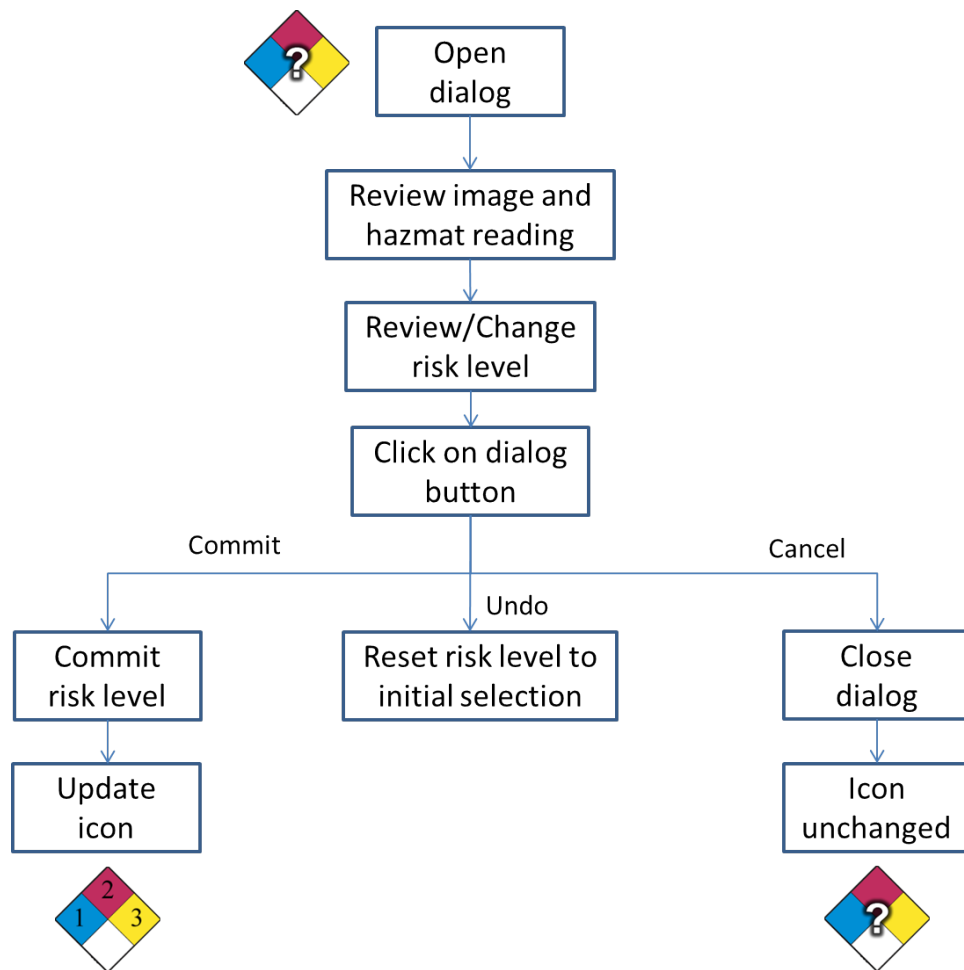 ?
Open
dialog
Review image and
hazmat reading
Review/Change
risk level
Click on dialog
button
Commit
Undo
Cancel
Commit
risk level
Reset risk level to
initial selection
Close
dialog
Update
icon
Icon
unchanged
2
1 3
?